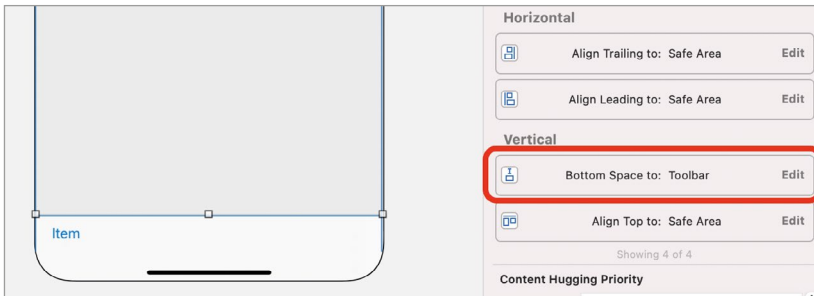 Horizontal
Align Trailing to: Safe Area Edit
Align Leading to: Safe Area Edit
Vertical
Bottom Space to: Toolbar Edit
Align Top to: Safe Area Edit
Item
Showing 4 of 4
Content Hugging Priority